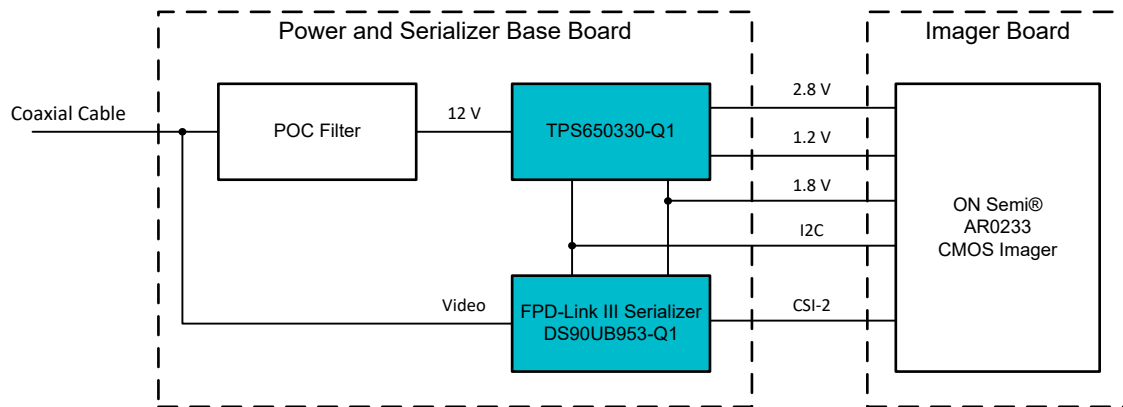 Power and Serializer Base Board
Imager Board
Coaxial Cable
POC Filter
12 V
TPS650330-Q1
2.8 V
1.2 V
1.8 V
I2C
ON Semi®
AR0233
CMOS Imager
Video
FPD-Link III Serializer
DS90UB953-Q1
CSI-2